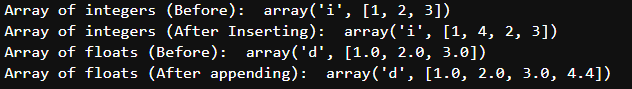 Array of integers (Before):  array('i', [1, 2, 3])
Array of integers (After Inserting):  array('i', [1, 4, 2, 3])
Array of floats (Before):  array('d', [1.0, 2.0, 3.0])
Array of floats (After appending):  array('d', [1.0, 2.0, 3.0, 4.4])